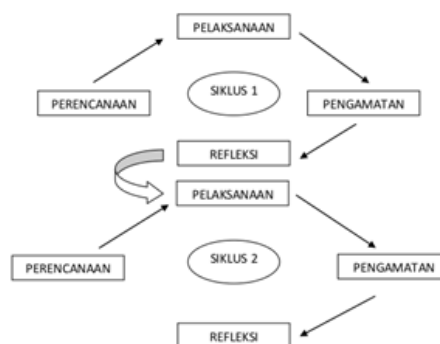 PELAKSANAAN
SIKLUS 1
PERENCANAAN
PENGAMATAN
REFLEKSI
PELAKSANAAN
SIKLUS 2
PERENCANAAN
PENGAMATAN
REFLEKSI